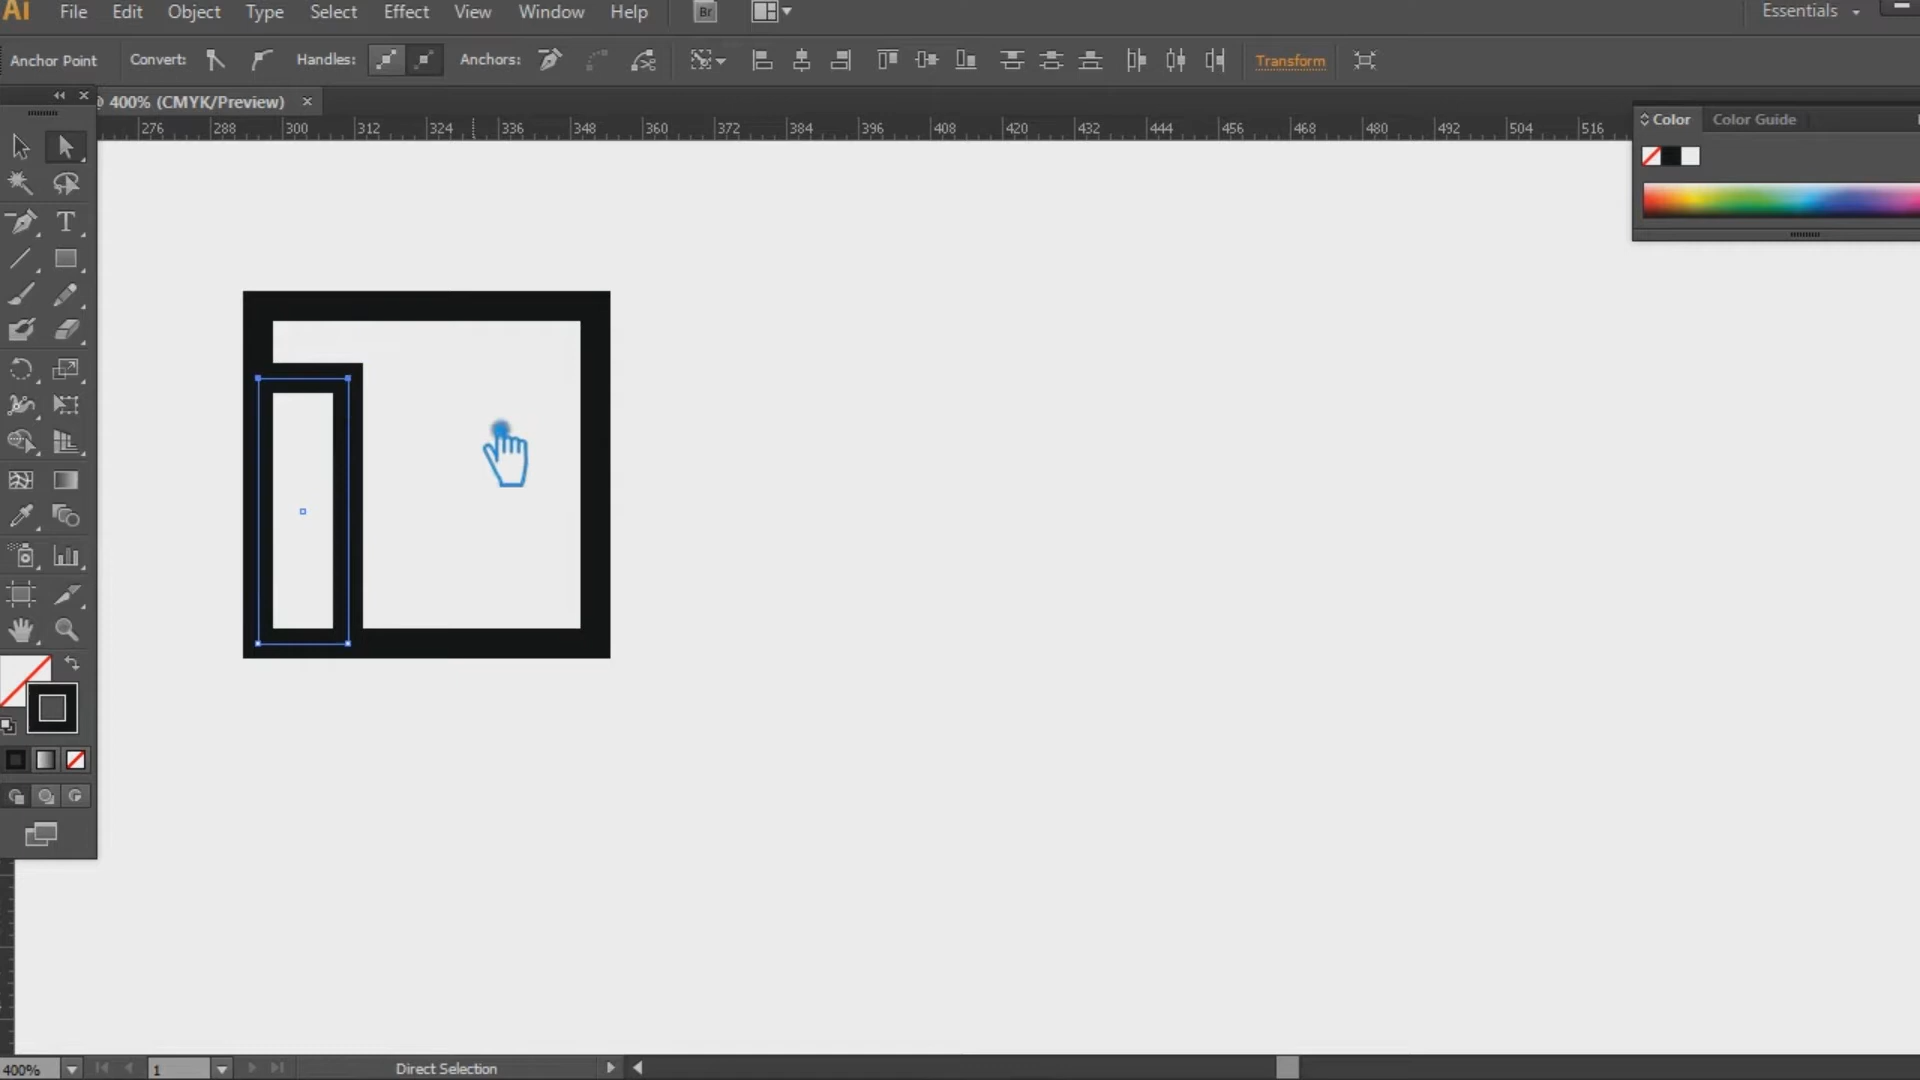 Ai File Edit Object Type Select Effect View Window Help Br Essentials
Anchor Point Convert: Handles: Anchors: Transform
@ 400% (CMYK/Preview) ×
276 288 300 312 324 336 348 360 372 384 396 408 420 432 444 456 468 480 492 504 516
Color Color Guide
T
400% 1 Direct Selection